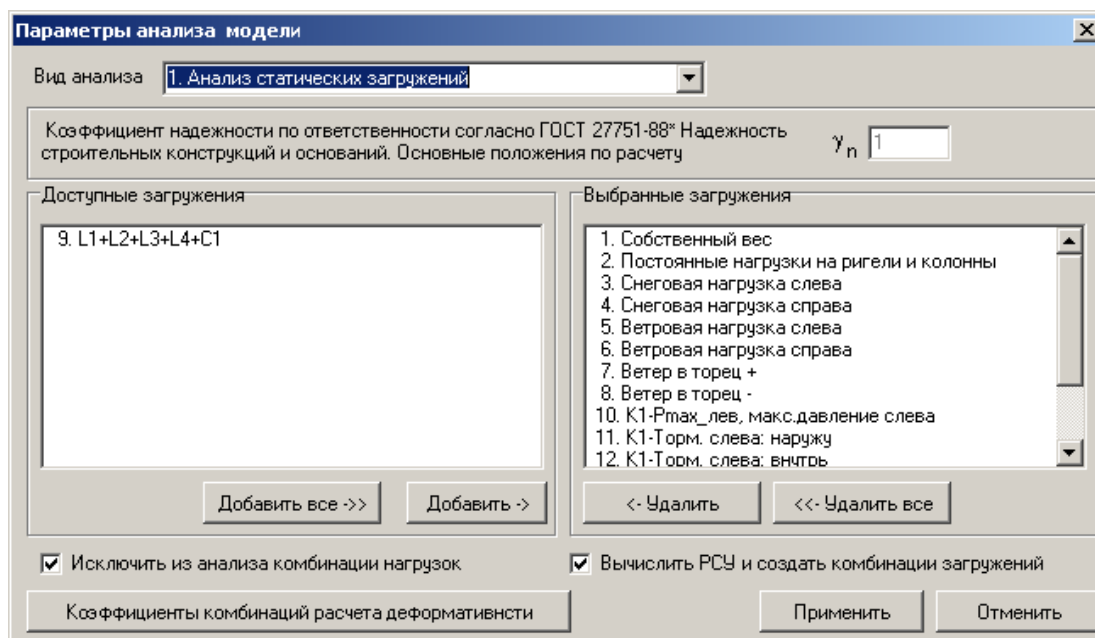 Параметры анализа модели
Вид анализа 1. Анализ статических загружений
Коэффициент надежности по ответственности согласно ГОСТ 27751-88* Надежность
строительных конструкций и оснований. Основные положения по расчету
γn 1
Доступные загружения
9. L1+L2+L3+L4+C1
Выбранные загружения
1. Собственный вес
2. Постоянные нагрузки на ригели и колонны
3. Снеговая нагрузка слева
4. Снеговая нагрузка справа
5. Ветровая нагрузка слева
6. Ветровая нагрузка справа
7. Ветер в торец +
8. Ветер в торец -
10. К1-Pmax_лев, макс.давление слева
11. К1-Торм. слева: наружу
12. К1-Торм. слева: внутрь
Добавить все ->> Добавить ->
<- Удалить <<- Удалить все
Исключить из анализа комбинации нагрузок
Вычислить РСУ и создать комбинации загружений
Коэффициенты комбинаций расчета деформативнсти
Применить Отменить